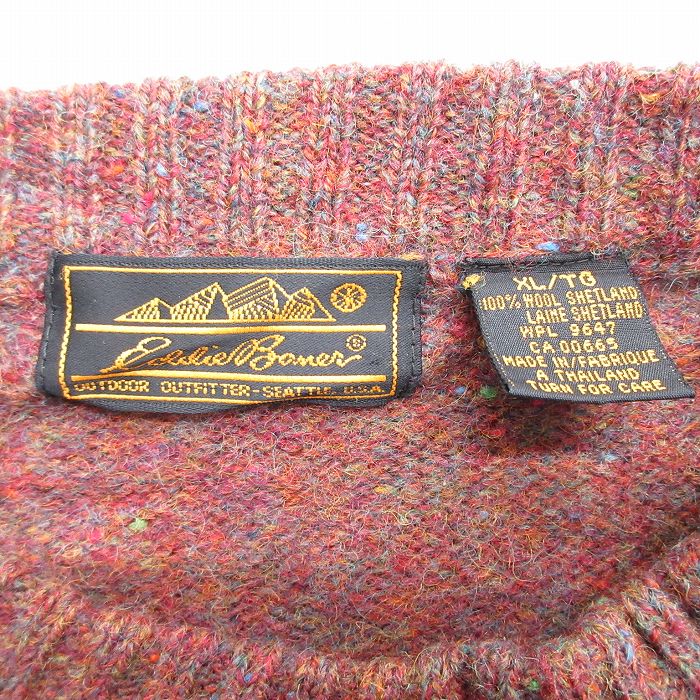 Eddie Bauer®
OUTDOOR OUTFITTER-SEATTLE, U.S.A.
XL/TG
100% WOOL SHETLAND
LAINE SHETLAND
WPL 9647
CA 00665
MADE IN/FABRIQUE
A THAILAND
TURN FOR CARE